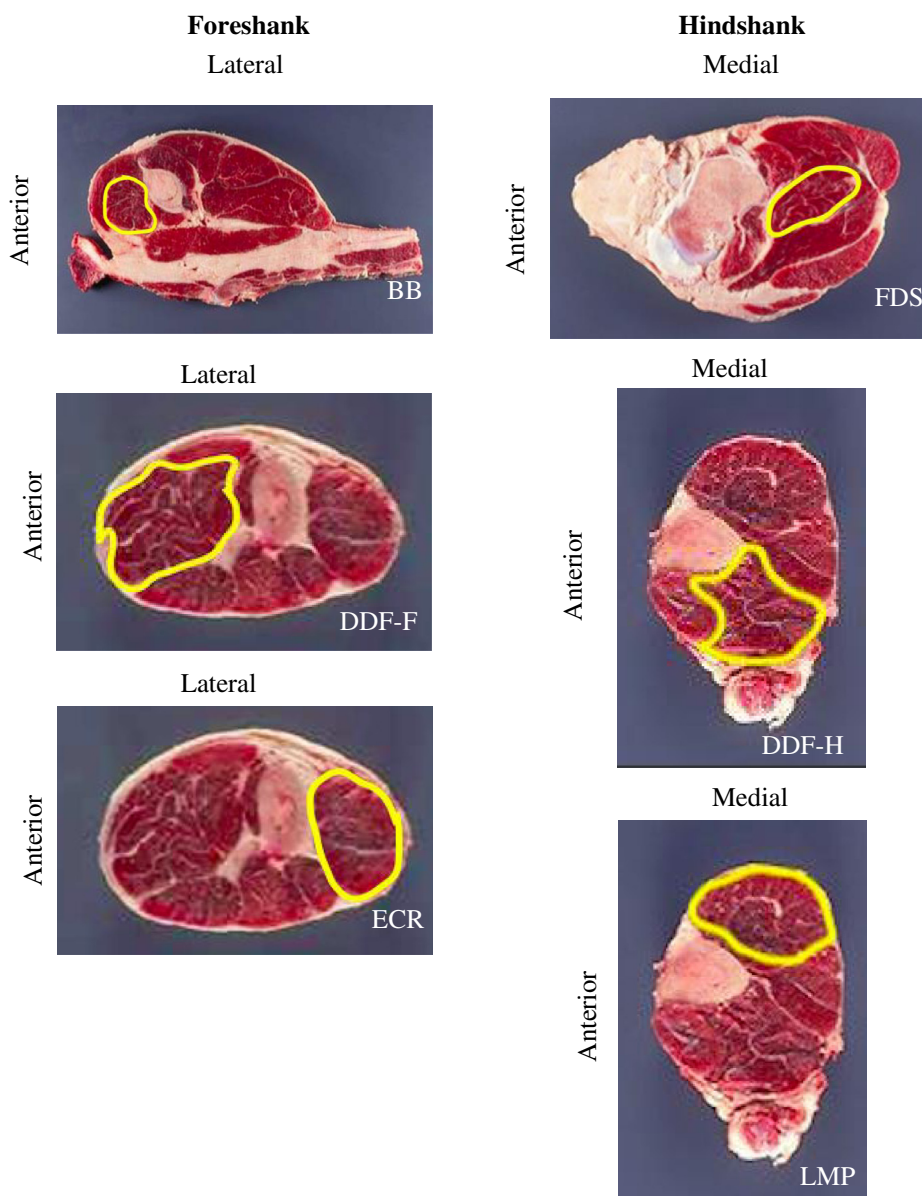 Foreshank
Lateral
Anterior
BB
Lateral
Anterior
DDF-F
Lateral
Anterior
ECR
Hindshank
Medial
Anterior
FDS
Medial
Anterior
DDF-H
Medial
Anterior
LMP